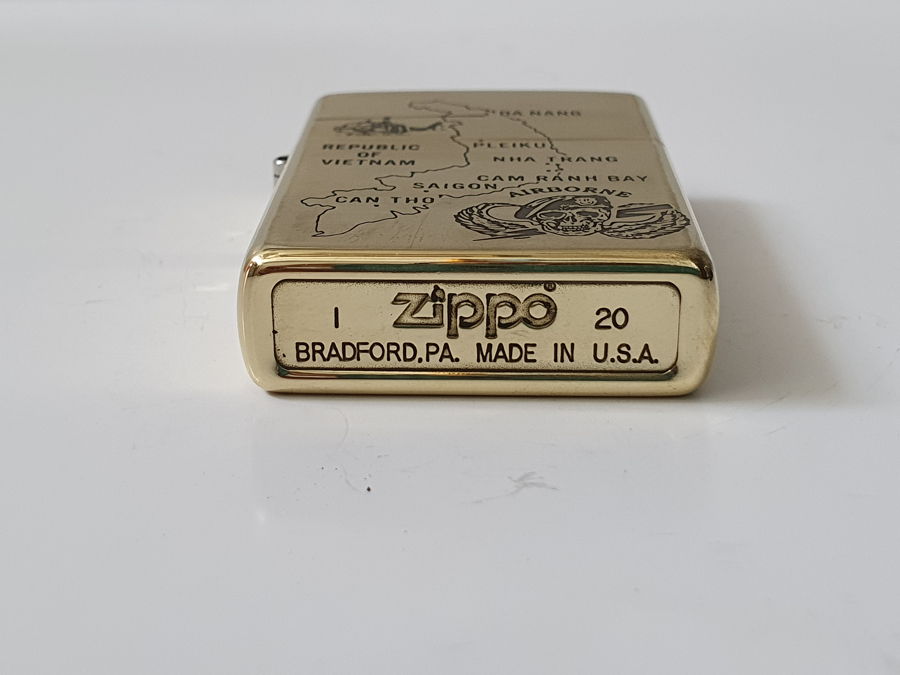 DA NANG
REPUBLIC
OF
VIETNAM
PLEIKU
NHA TRANG
CAM RANH BAY
SAIGON
AIRBORNE
CAN THO
I zippo® 20
BRADFORD,PA. MADE IN U.S.A.